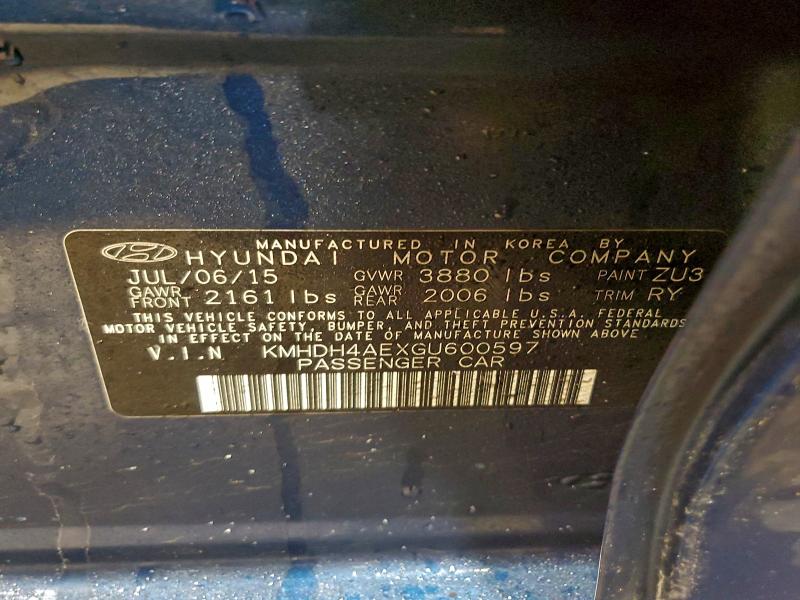 MANUFACTURED IN KOREA BY
HYUNDAI MOTOR COMPANY
JUL/06/15 GVWR 3880 lbs PAINT ZU3
GAWR FRONT 2161 lbs GAWR REAR 2006 lbs TRIM RY
THIS VEHICLE CONFORMS TO ALL APPLICABLE U.S.A. FEDERAL
MOTOR VEHICLE SAFETY, BUMPER, AND THEFT PREVENTION STANDARDS
IN EFFECT ON THE DATE OF MANUFACTURE SHOWN ABOVE.
V.I.N KMHDH4AEXGU600597
PASSENGER CAR